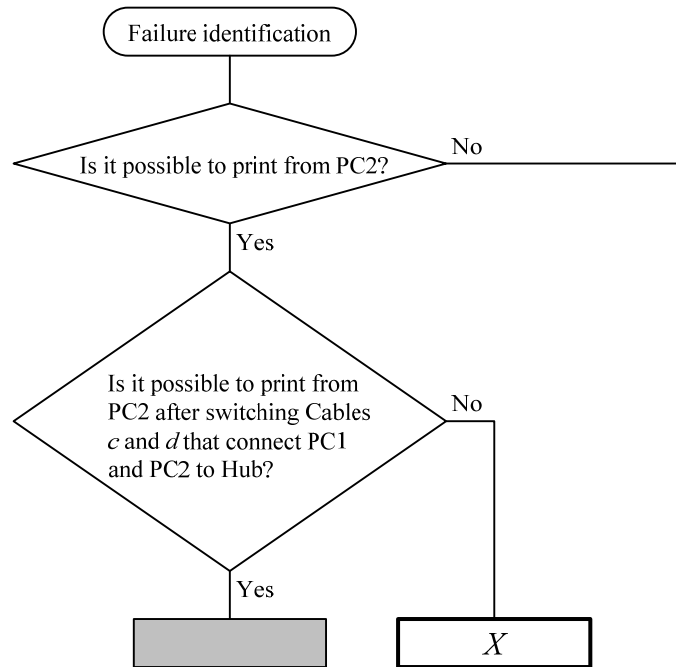 Failure identification
Is it possible to print from PC2?
No
Yes
Is it possible to print from
PC2 after switching Cables
c and d that connect PC1
and PC2 to Hub?
No
Yes
X